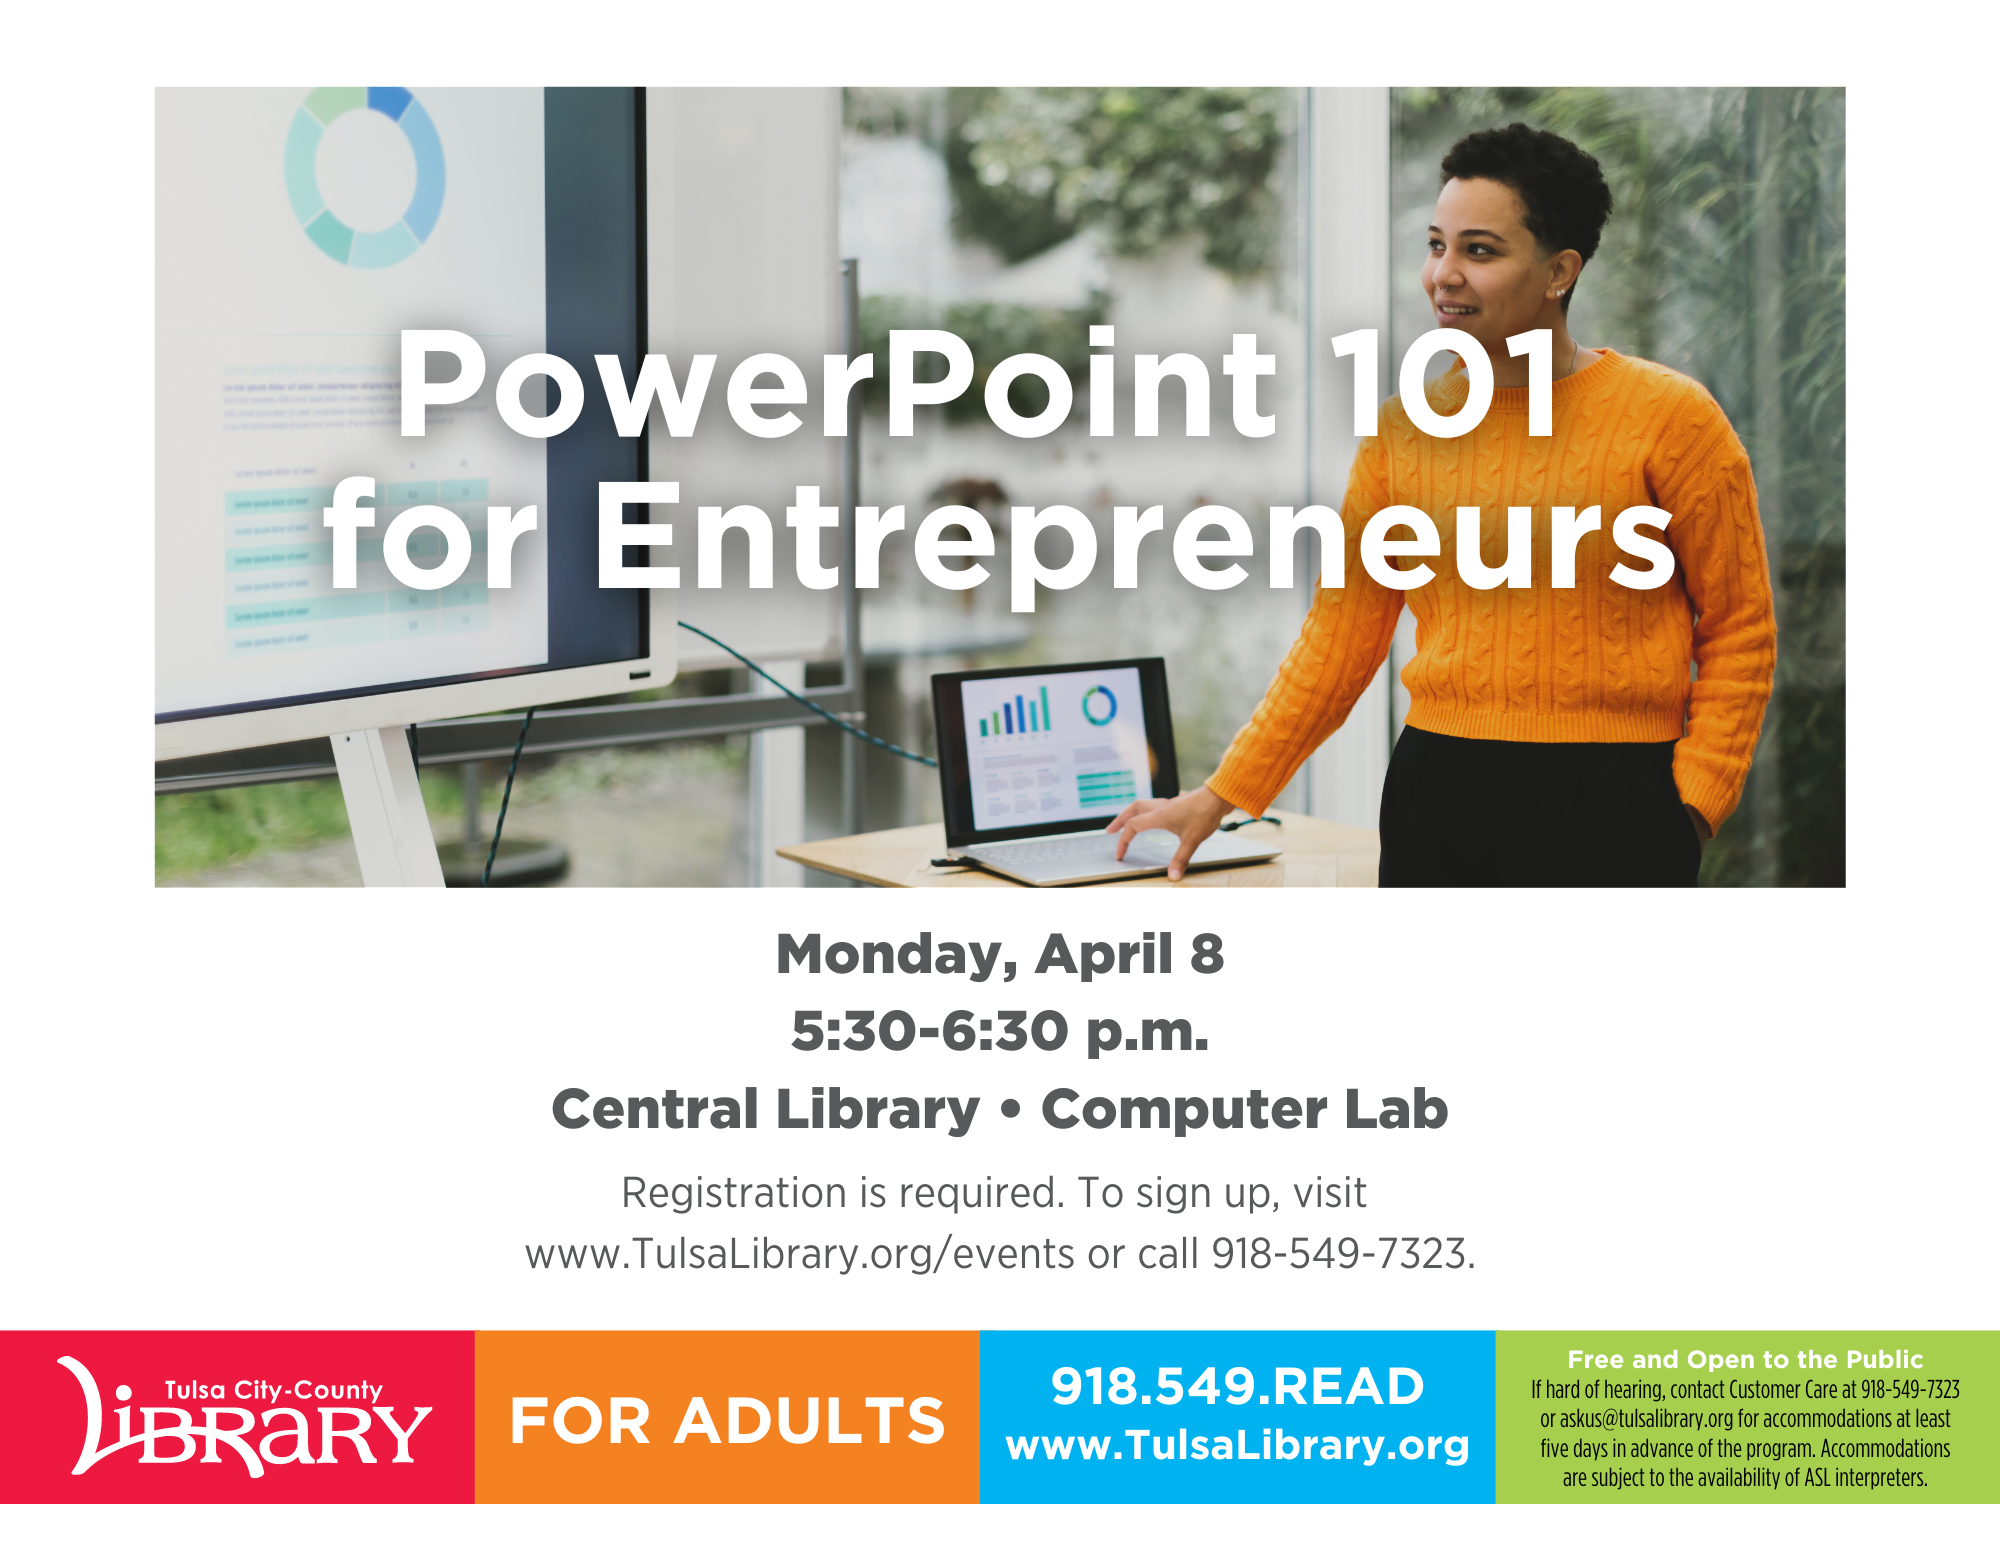 PowerPoint 101
for Entrepreneurs
Monday, April 8
5:30-6:30 p.m.
Central Library • Computer Lab
Registration is required. To sign up, visit
www.TulsaLibrary.org/events or call 918-549-7323.
Tulsa City-County
LiBRaRY
FOR ADULTS
918.549.READ
www.TulsaLibrary.org
Free and Open to the Public
If hard of hearing, contact Customer Care at 918-549-7323
or askus@tulsalibrary.org for accommodations at least
five days in advance of the program. Accommodations
are subject to the availability of ASL interpreters.